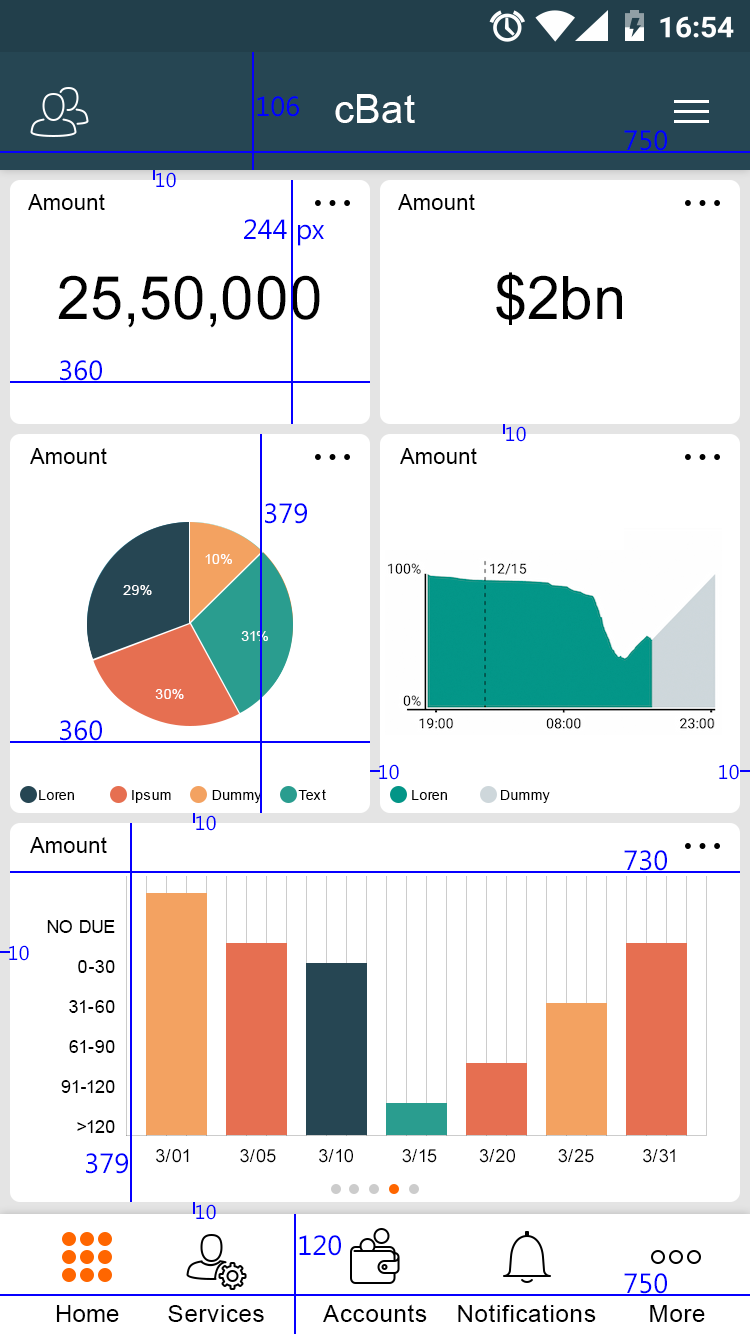 16:54
106
cBat
750
10
Amount
Amount
244 px
25,50,000
$2bn
360
10
Amount
Amount
379
10%
29%
31%
30%
100%
12/15
0%
19:00 08:00 23:00
360
10
10
Loren Ipsum Dummy Text
Loren Dummy
10
Amount
730
NO DUE
10
0-30
31-60
61-90
91-120
>120
3/01 3/05 3/10 3/15 3/20 3/25 3/31
379
10
120
750
Home Services Accounts Notifications More